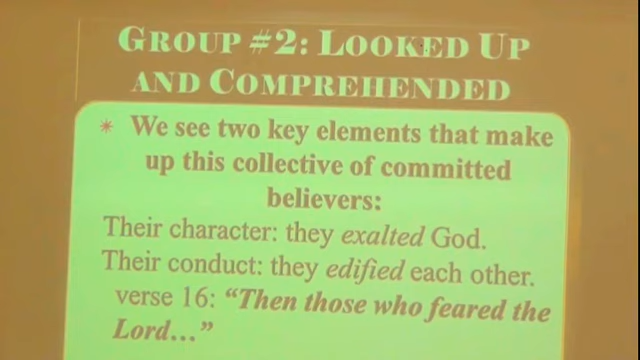 GROUP #2: LOOKED UP
AND COMPREHENDED
* We see two key elements that make
up this collective of committed
believers:
Their character: they exalted God.
Their conduct: they edified each other.
verse 16: “Then those who feared the
Lord…”